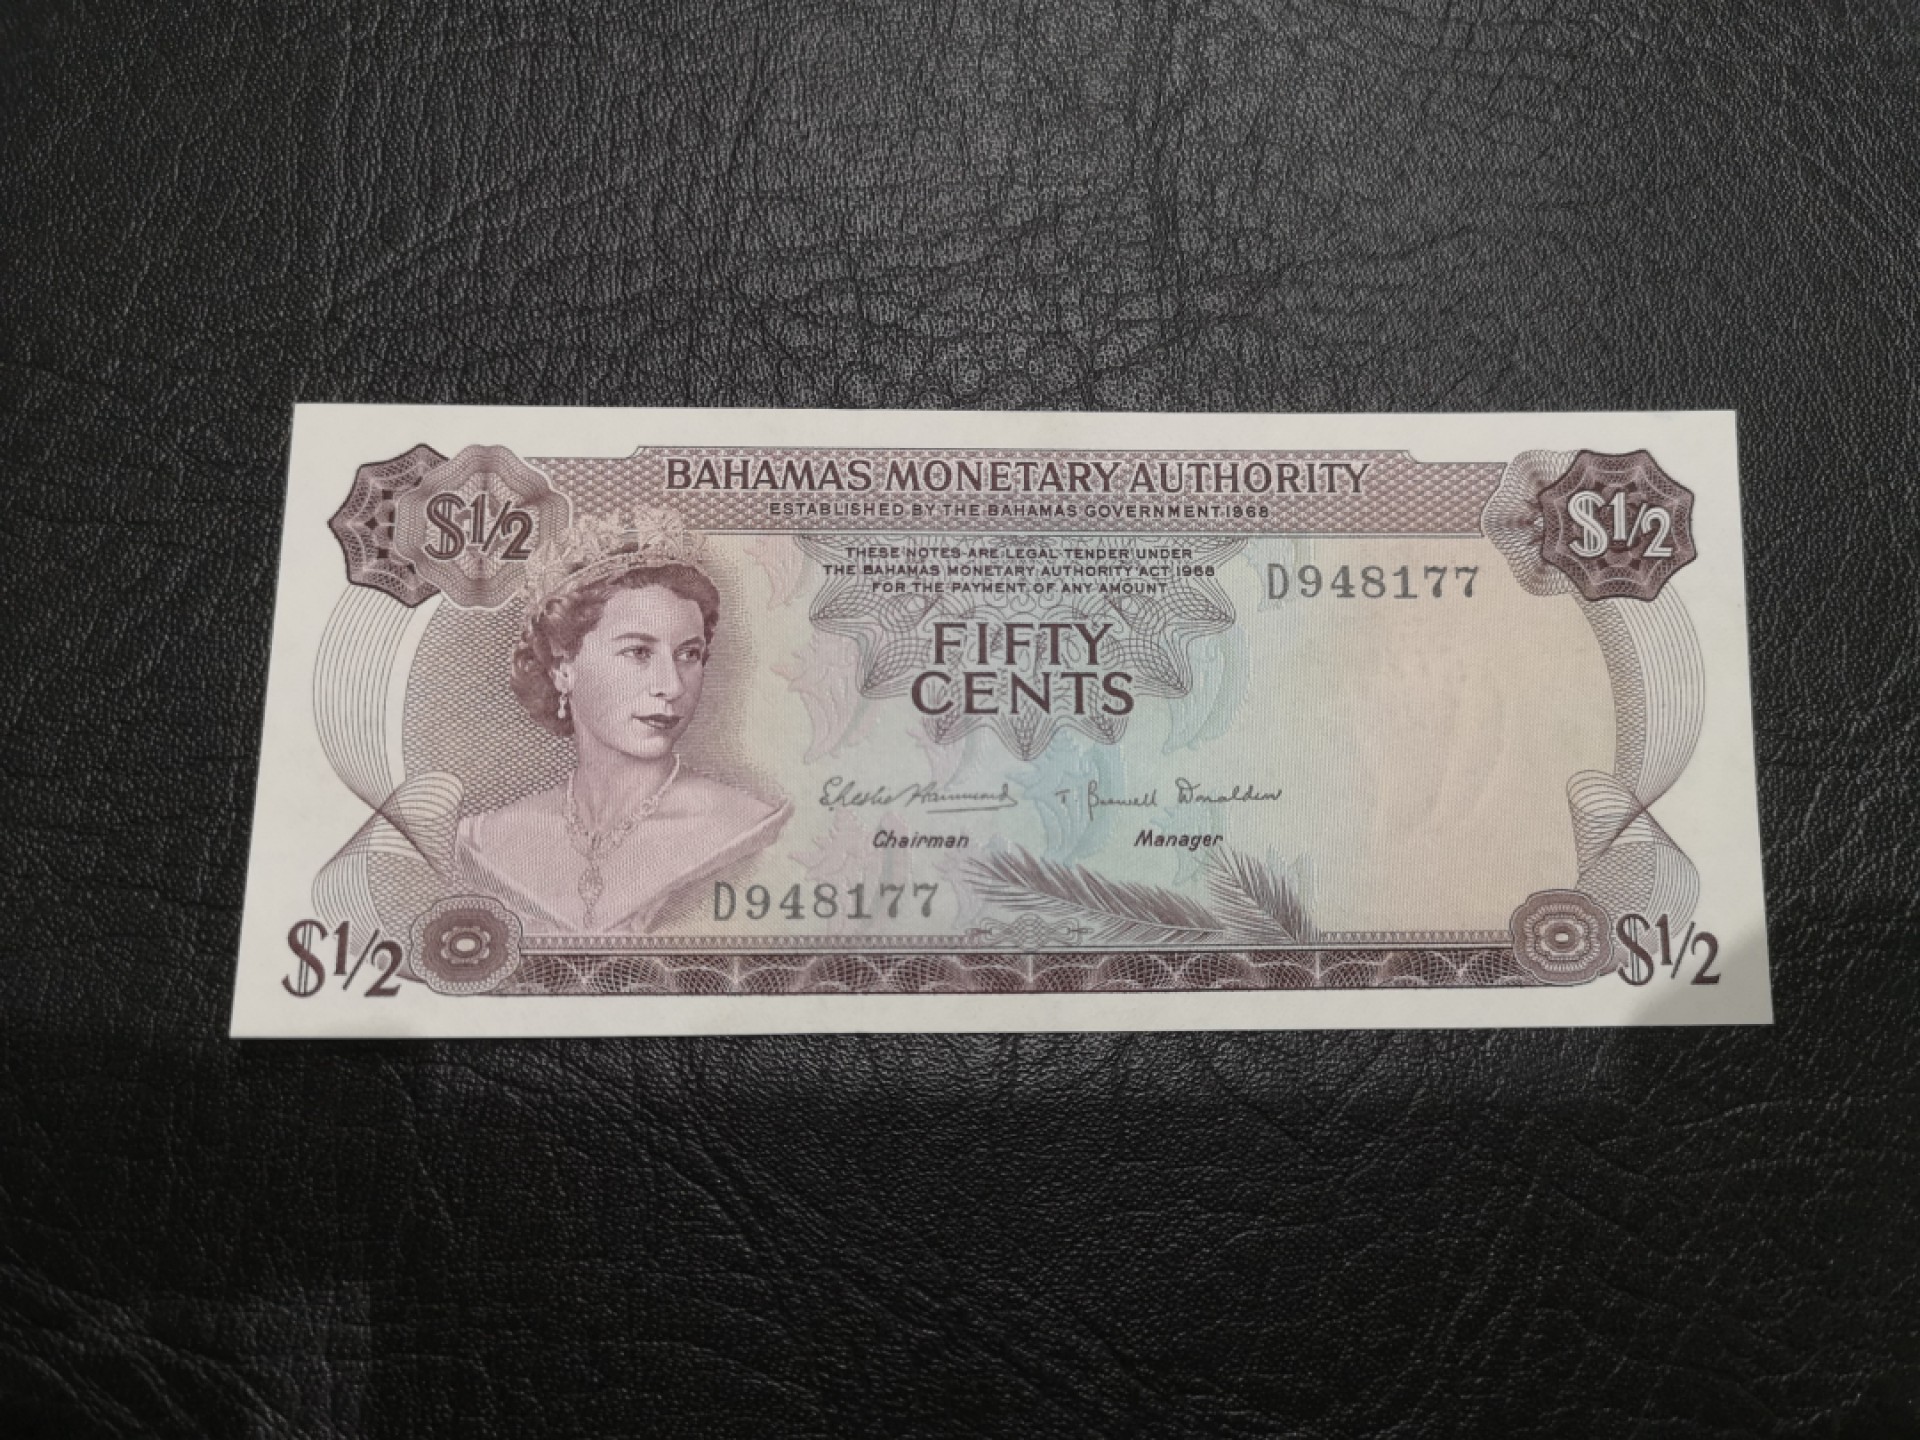 BAHAMAS MONETARY AUTHORITY
ESTABLISHED BY THE BAHAMAS GOVERNMENT 1968
$1/2
$1/2
THESE NOTES ARE LEGAL TENDER UNDER
THE BAHAMAS MONETARY AUTHORITY ACT 1968
FOR THE PAYMENT OF ANY AMOUNT
D948177
FIFTY
CENTS
T Donaldson
Chairman
Manager
D948177
$1/2
$1/2